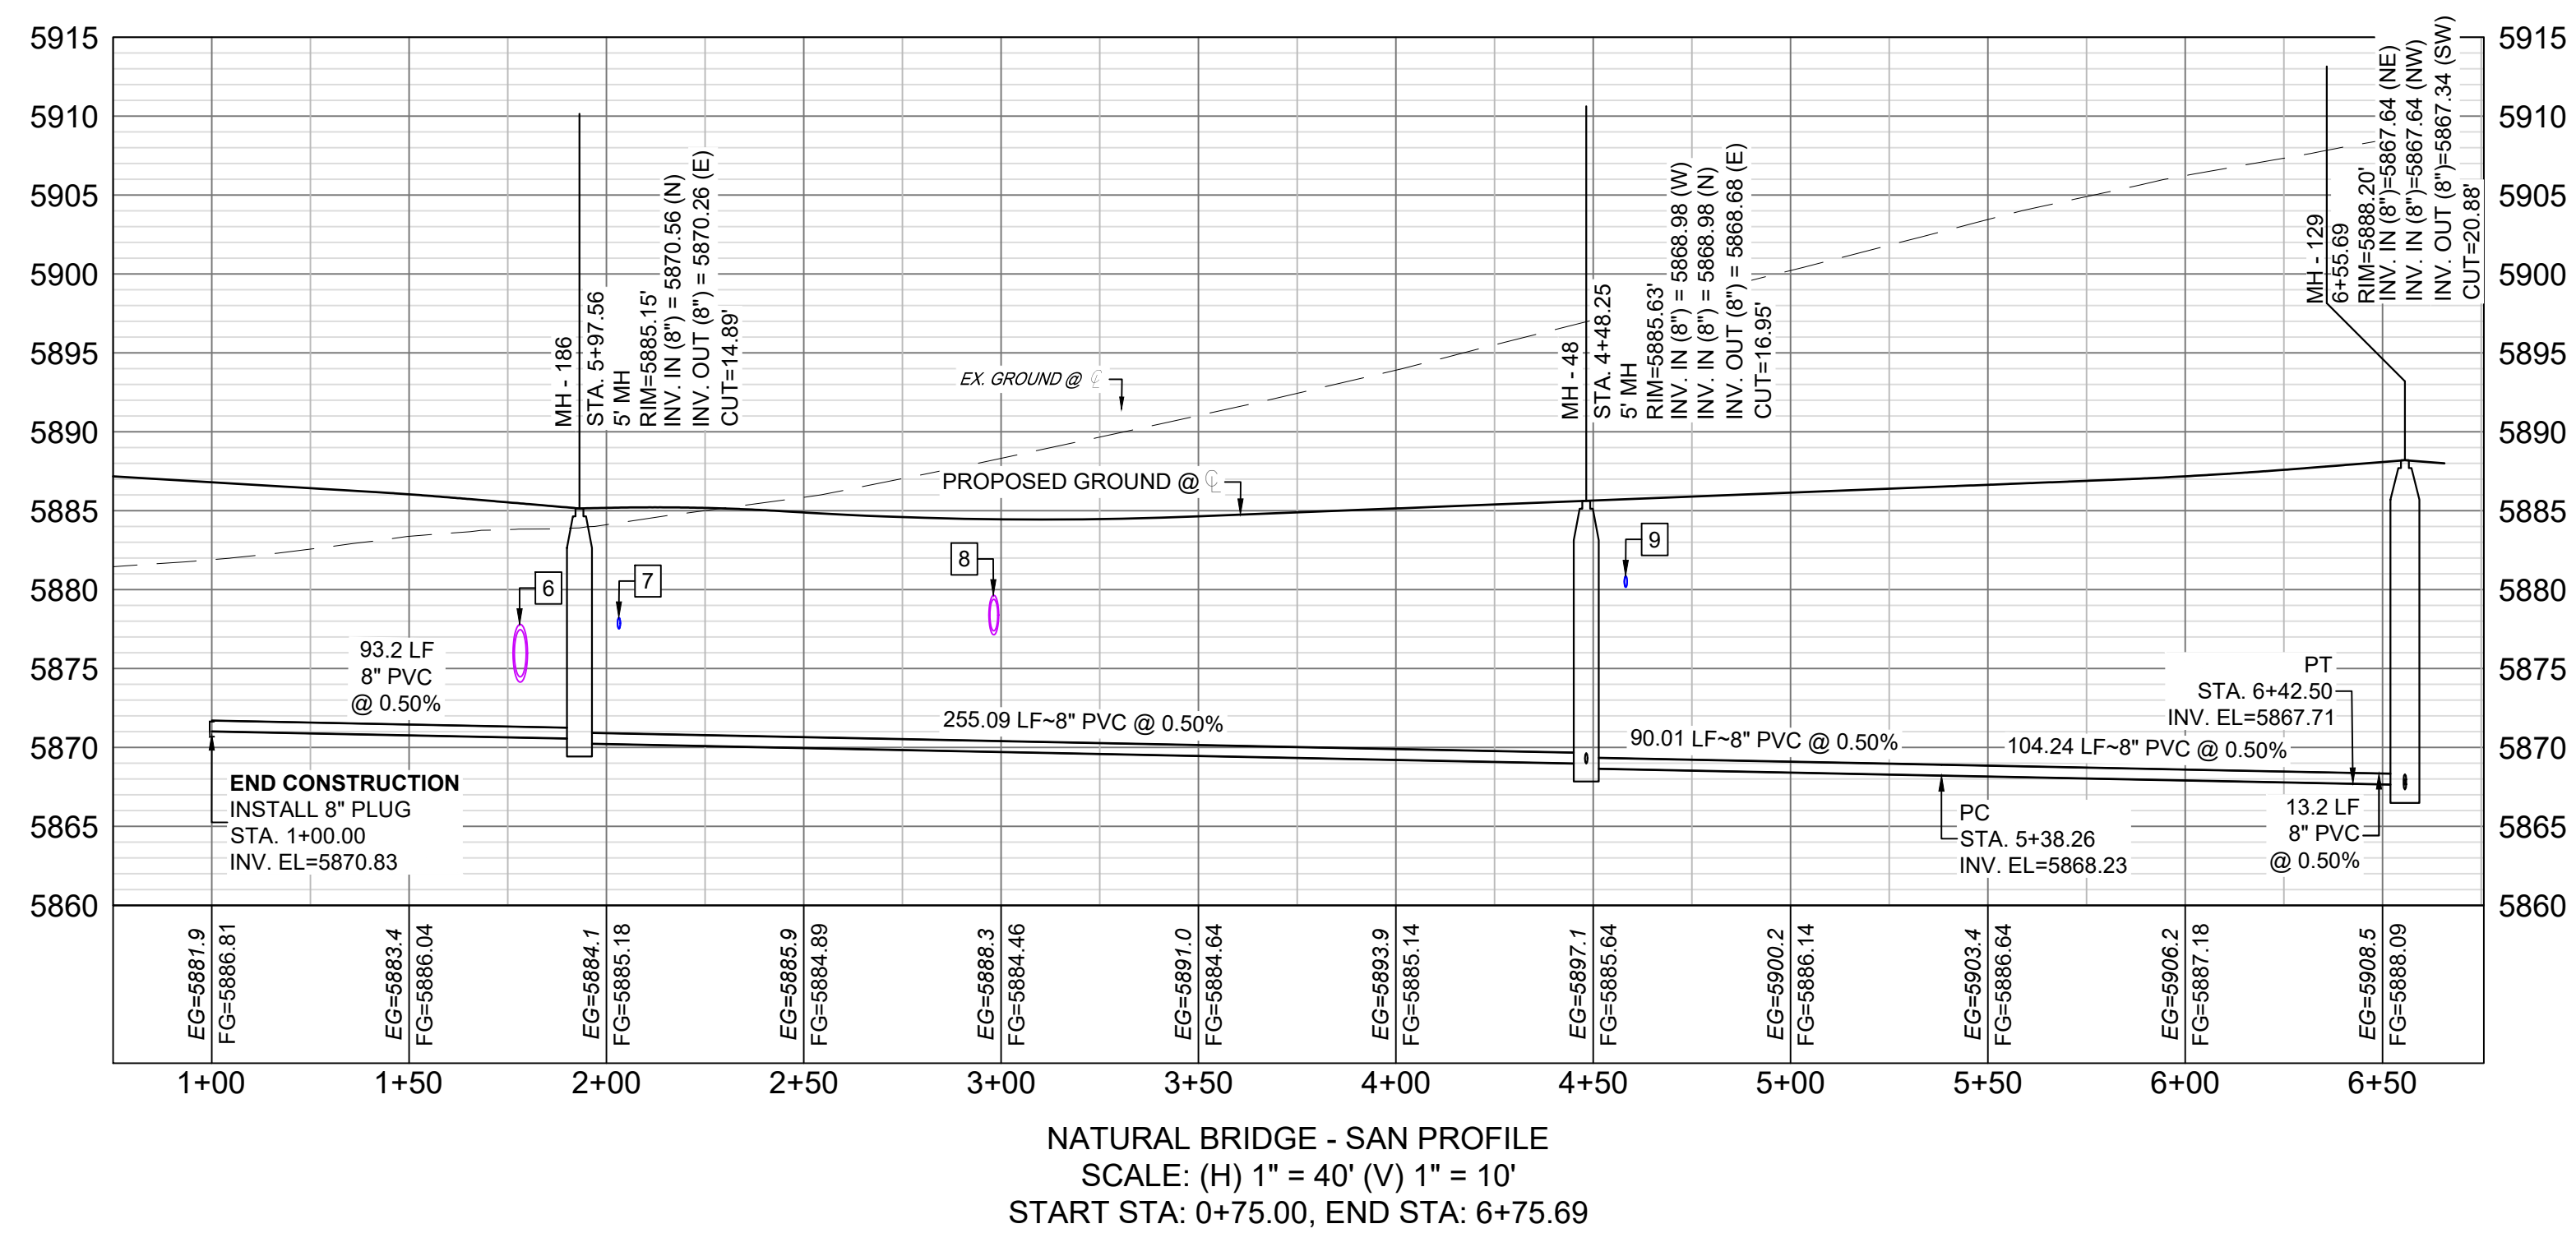 5915
5910
5905
5900
5895
5890
5885
5880
5875
5870
5865
5860
5915
5910
5905
5900
5895
5890
5885
5880
5875
5870
5865
5860
MH - 186
STA. 5+97.56
5' MH
RIM=5885.15'
INV. IN (8") = 5870.56 (N)
INV. OUT (8") = 5870.26 (E)
CUT=14.89'
MH - 48
STA. 4+48.25
5' MH
RIM=5885.63'
INV. IN (8") = 5868.98 (W)
INV. IN (8") = 5868.98 (N)
INV. OUT (8") = 5868.68 (E)
CUT=16.95'
MH - 129
6+55.69
RIM=5888.20'
INV. IN (8")=5867.64 (NE)
INV. IN (8")=5867.64 (NW)
INV. OUT (8")=5867.34 (SW)
CUT=20.88'
EX. GROUND @ ℄
PROPOSED GROUND @ ℄
6
7
8
9
93.2 LF
8" PVC
@ 0.50%
255.09 LF~8" PVC @ 0.50%
90.01 LF~8" PVC @ 0.50%
104.24 LF~8" PVC @ 0.50%
PT
STA. 6+42.50
INV. EL=5867.71
END CONSTRUCTION
INSTALL 8" PLUG
STA. 1+00.00
INV. EL=5870.83
PC
STA. 5+38.26
INV. EL=5868.23
13.2 LF
8" PVC
@ 0.50%
EG=5881.9
FG=5886.81
EG=5883.4
FG=5886.04
EG=5884.1
FG=5885.18
EG=5885.9
FG=5884.89
EG=5888.3
FG=5884.46
EG=5891.0
FG=5884.64
EG=5893.9
FG=5885.14
EG=5897.1
FG=5885.64
EG=5900.2
FG=5886.14
EG=5903.4
FG=5886.64
EG=5906.2
FG=5887.18
EG=5908.5
FG=5888.09
1+00 1+50 2+00 2+50 3+00 3+50 4+00 4+50 5+00 5+50 6+00 6+50
NATURAL BRIDGE - SAN PROFILE
SCALE: (H) 1" = 40' (V) 1" = 10'
START STA: 0+75.00, END STA: 6+75.69